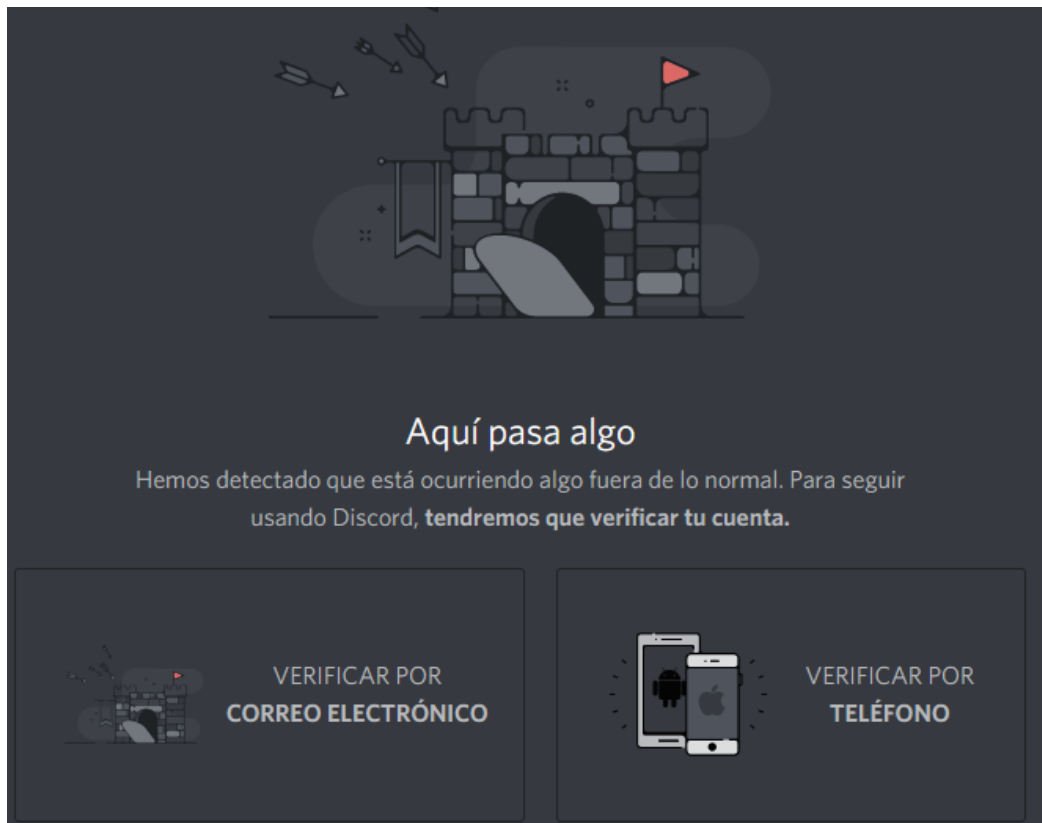 Aquí pasa algo
Hemos detectado que está ocurriendo algo fuera de lo normal. Para seguir
usando Discord, tendremos que verificar tu cuenta.
VERIFICAR POR
CORREO ELECTRÓNICO
VERIFICAR POR
TELÉFONO